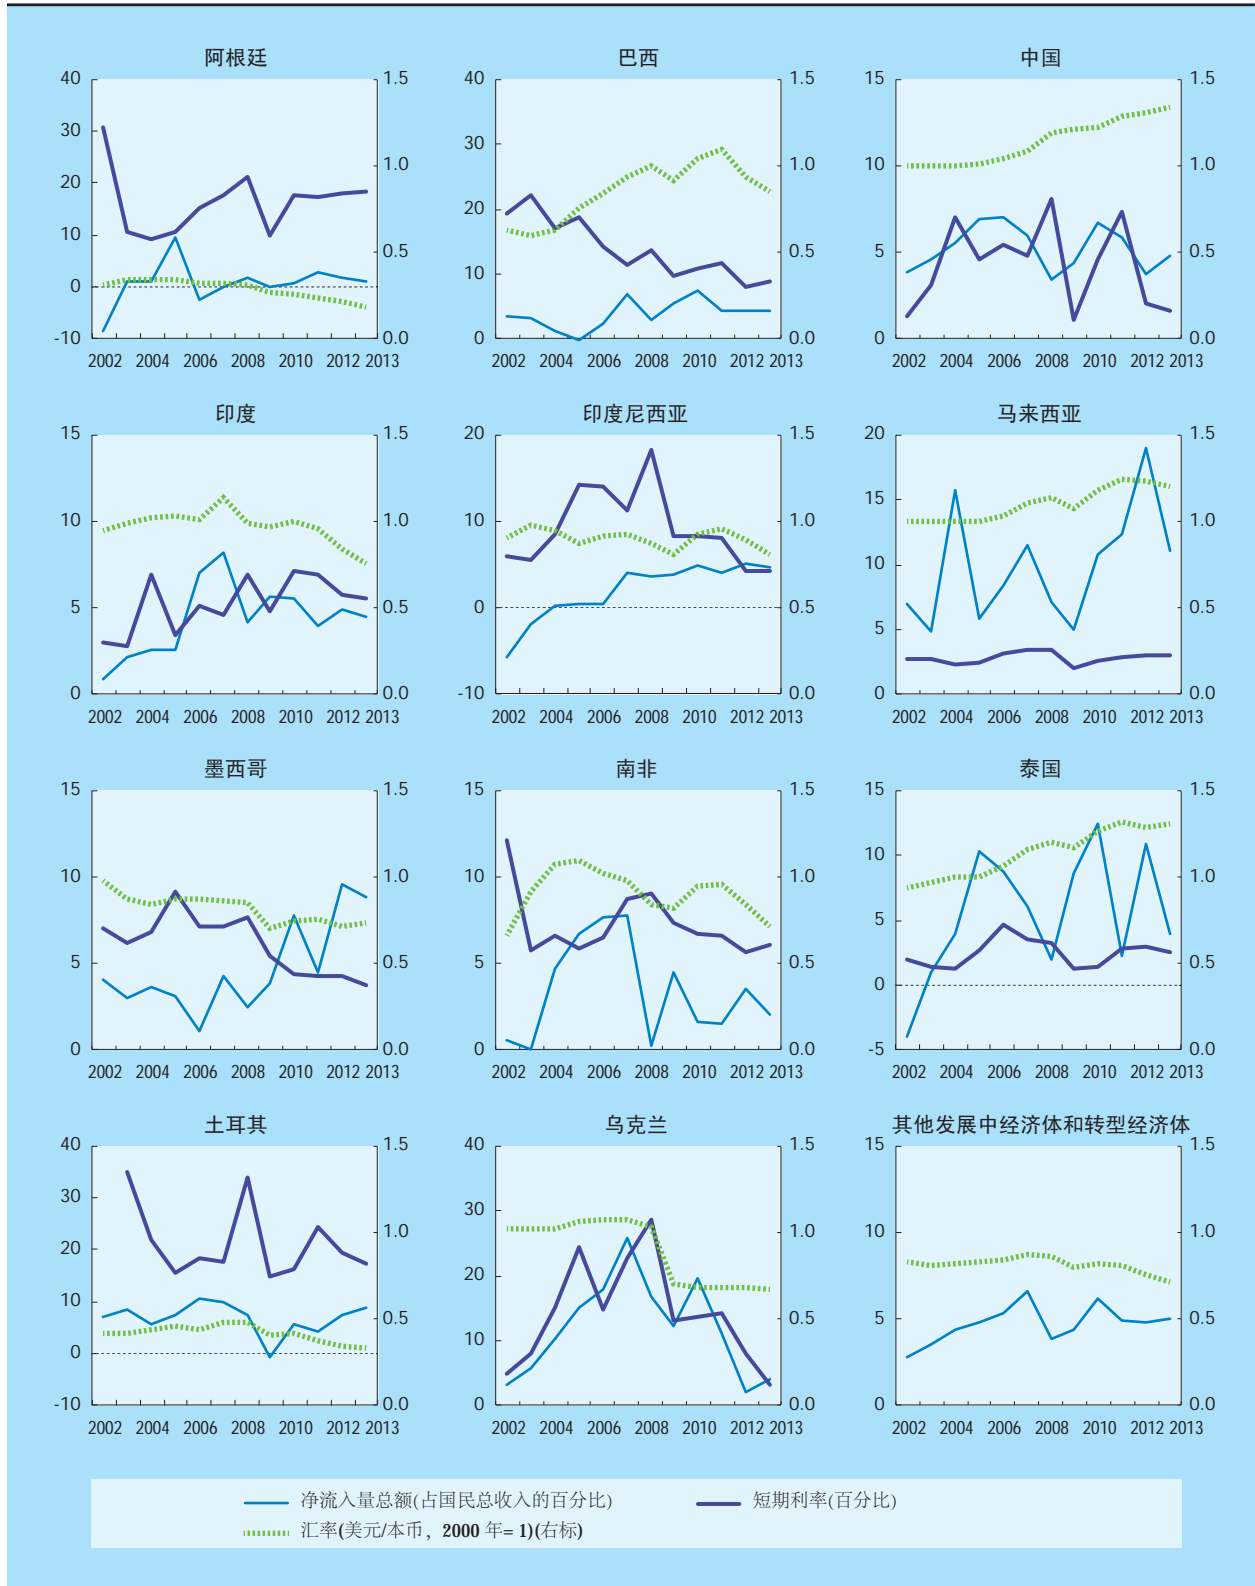 阿根廷 巴西 中国
40 1.5 40 1.5 15 1.5
30
30 1.0 1.0 10 1.0
20
20
10 0.5 0.5 5 0.5
10
0
-10 0.0 0 0.0 0 0.0
2002 2004 2006 2008 2010 2012 2013 2002 2004 2006 2008 2010 2012 2013 2002 2004 2006 2008 2010 2012 2013
印度 印度尼西亚 马来西亚
15 1.5 20 1.5 20 1.5
15
10 1.0 10 1.0 1.0
10
5 0.5 0 0.5 0.5
5
0 0.0 -10 0.0 0 0.0
2002 2004 2006 2008 2010 2012 2013 2002 2004 2006 2008 2010 2012 2013 2002 2004 2006 2008 2010 2012 2013
墨西哥 南非 泰国
15 1.5 15 1.5 15 1.5
10
10 1.0 10 1.0 1.0
5
5 0.5 5 0.5 0.5
0
0 0.0 0 0.0 -5 0.0
2002 2004 2006 2008 2010 2012 2013 2002 2004 2006 2008 2010 2012 2013 2002 2004 2006 2008 2010 2012 2013
土耳其 乌克兰 其他发展中经济体和转型经济体
40 1.5 40 1.5 15 1.5
30
30 1.0 1.0 10 1.0
20
20
10 0.5 0.5 5 0.5
10
0
-10 0.0 0 0.0 0 0.0
2002 2004 2006 2008 2010 2012 2013 2002 2004 2006 2008 2010 2012 2013 2002 2004 2006 2008 2010 2012 2013
净流入量总额(占国民总收入的百分比) 短期利率(百分比)
汇率(美元/本币，2000 年= 1)(右标)